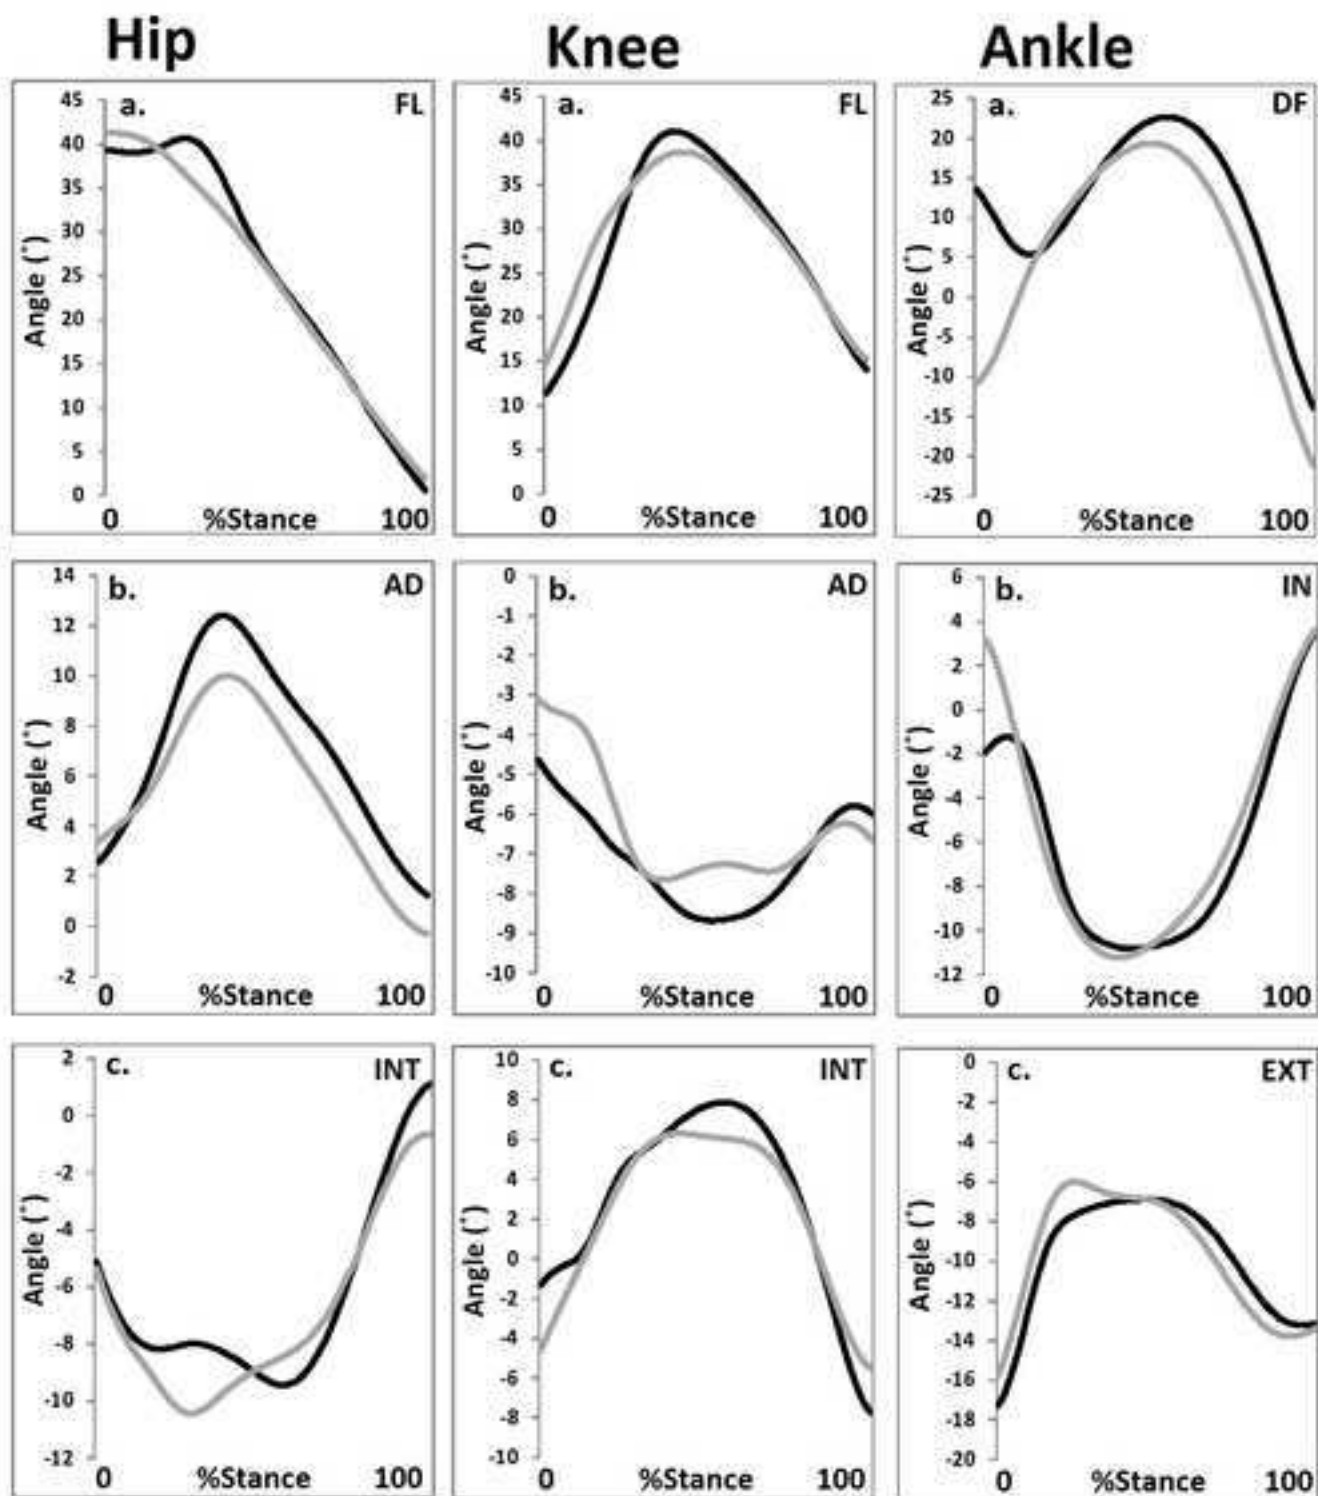 Hip
Knee
Ankle
a.
FL
45
40
35
30
25
20
15
10
5
0
Angle (°)
0
%Stance
100
a.
FL
45
40
35
30
25
20
15
10
5
0
Angle (°)
0
%Stance
100
a.
DF
25
20
15
10
5
0
-5
-10
-15
-20
-25
Angle (°)
0
%Stance
100
b.
AD
14
12
10
8
6
4
2
0
-2
Angle (°)
0
%Stance
100
b.
AD
0
-1
-2
-3
-4
-5
-6
-7
-8
-9
-10
Angle (°)
0
%Stance
100
b.
IN
6
4
2
0
-2
-4
-6
-8
-10
-12
Angle (°)
0
%Stance
100
c.
INT
2
0
-2
-4
-6
-8
-10
-12
Angle (°)
0
%Stance
100
c.
INT
10
8
6
4
2
0
-2
-4
-6
-8
-10
Angle (°)
0
%Stance
100
c.
EXT
0
-2
-4
-6
-8
-10
-12
-14
-16
-18
-20
Angle (°)
0
%Stance
100